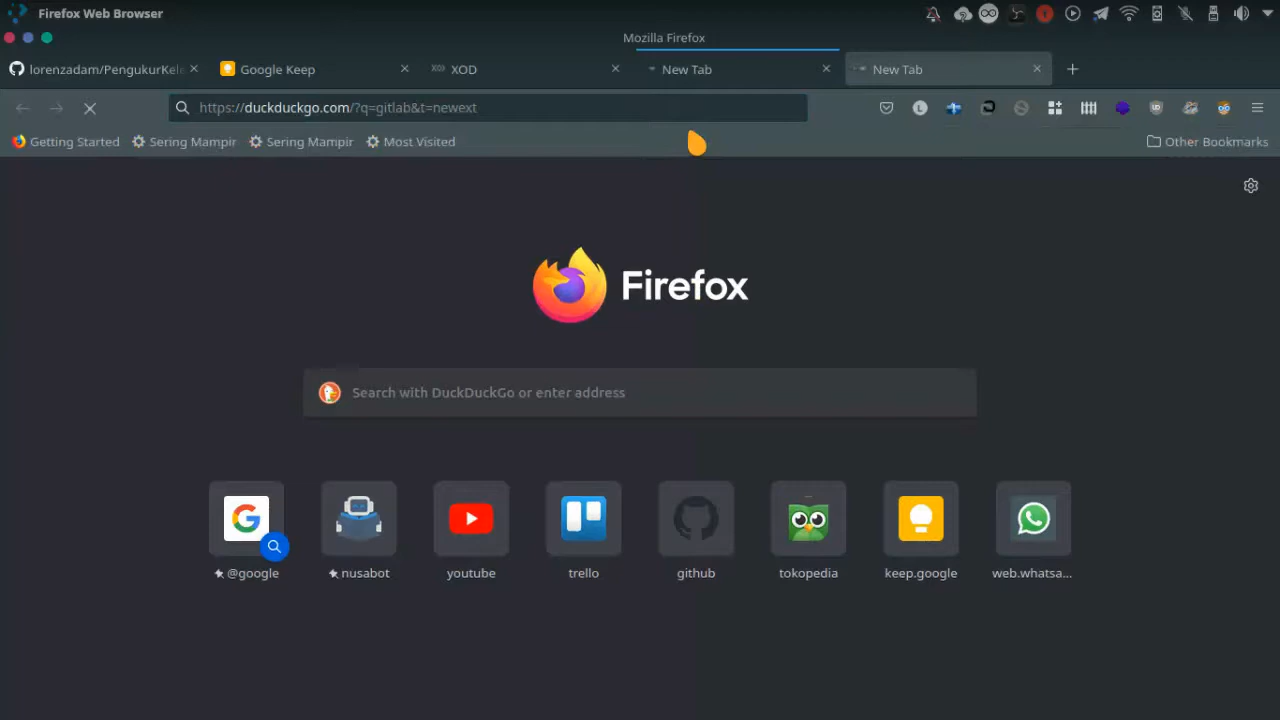 Firefox Web Browser
Mozilla Firefox
lorenzadam/PengukurKel
Google Keep
XOD
New Tab
New Tab
https://duckduckgo.com/?q=gitlab&t=newext
Getting Started
Sering Mampir
Sering Mampir
Most Visited
Other Bookmarks
Firefox
Search with DuckDuckGo or enter address
@google
nusabot
youtube
trello
github
tokopedia
keep.google
web.whatsa...